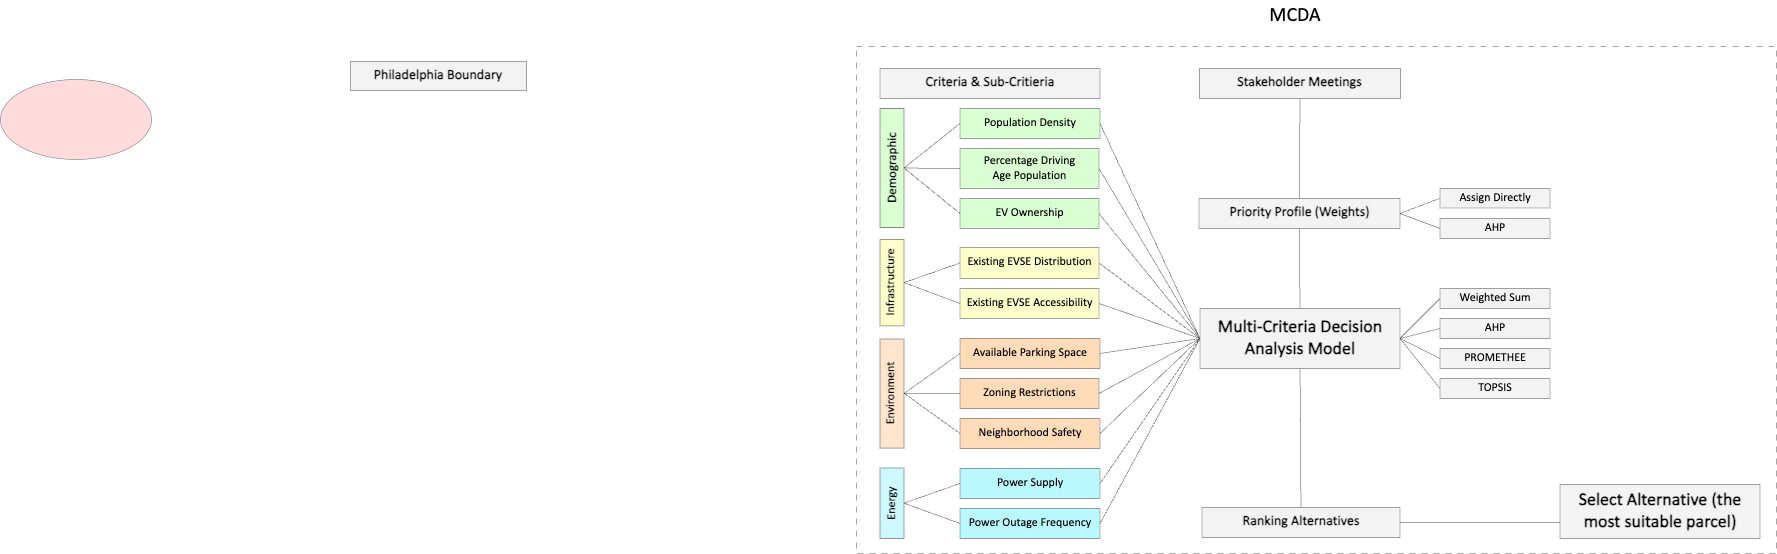 MCDA
Philadelphia Boundary
Criteria & Sub-Critieria
Demographic
Population Density
Percentage Driving
Age Population
EV Ownership
Infrastructure
Existing EVSE Distribution
Existing EVSE Accessibility
Environment
Available Parking Space
Zoning Restrictions
Neighborhood Safety
Energy
Power Supply
Power Outage Frequency
Stakeholder Meetings
Priority Profile (Weights)
Assign Directly
AHP
Multi-Criteria Decision
Analysis Model
Weighted Sum
AHP
PROMETHEE
TOPSIS
Ranking Alternatives
Select Alternative (the
most suitable parcel)